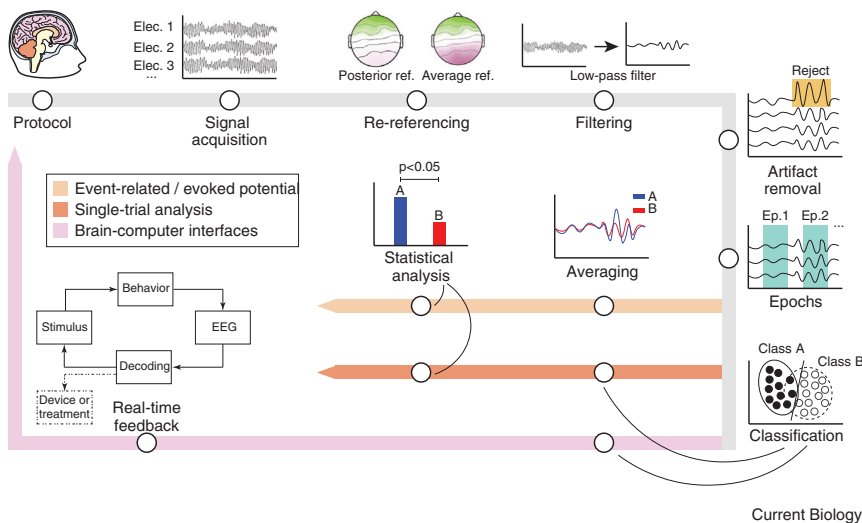 Elec. 1
Elec. 2
Elec. 3
...
Posterior ref.
Average ref.
Low-pass filter
Protocol
Signal
acquisition
Re-referencing
Filtering
Reject
Artifact
removal
Event-related / evoked potential
Single-trial analysis
Brain-computer interfaces
p<0.05
A
B
Statistical
analysis
A
B
Averaging
Ep.1
Ep.2
...
Epochs
Behavior
Stimulus
EEG
Decoding
Device or
treatment
Real-time
feedback
Class A
Class B
Classification
Current Biology